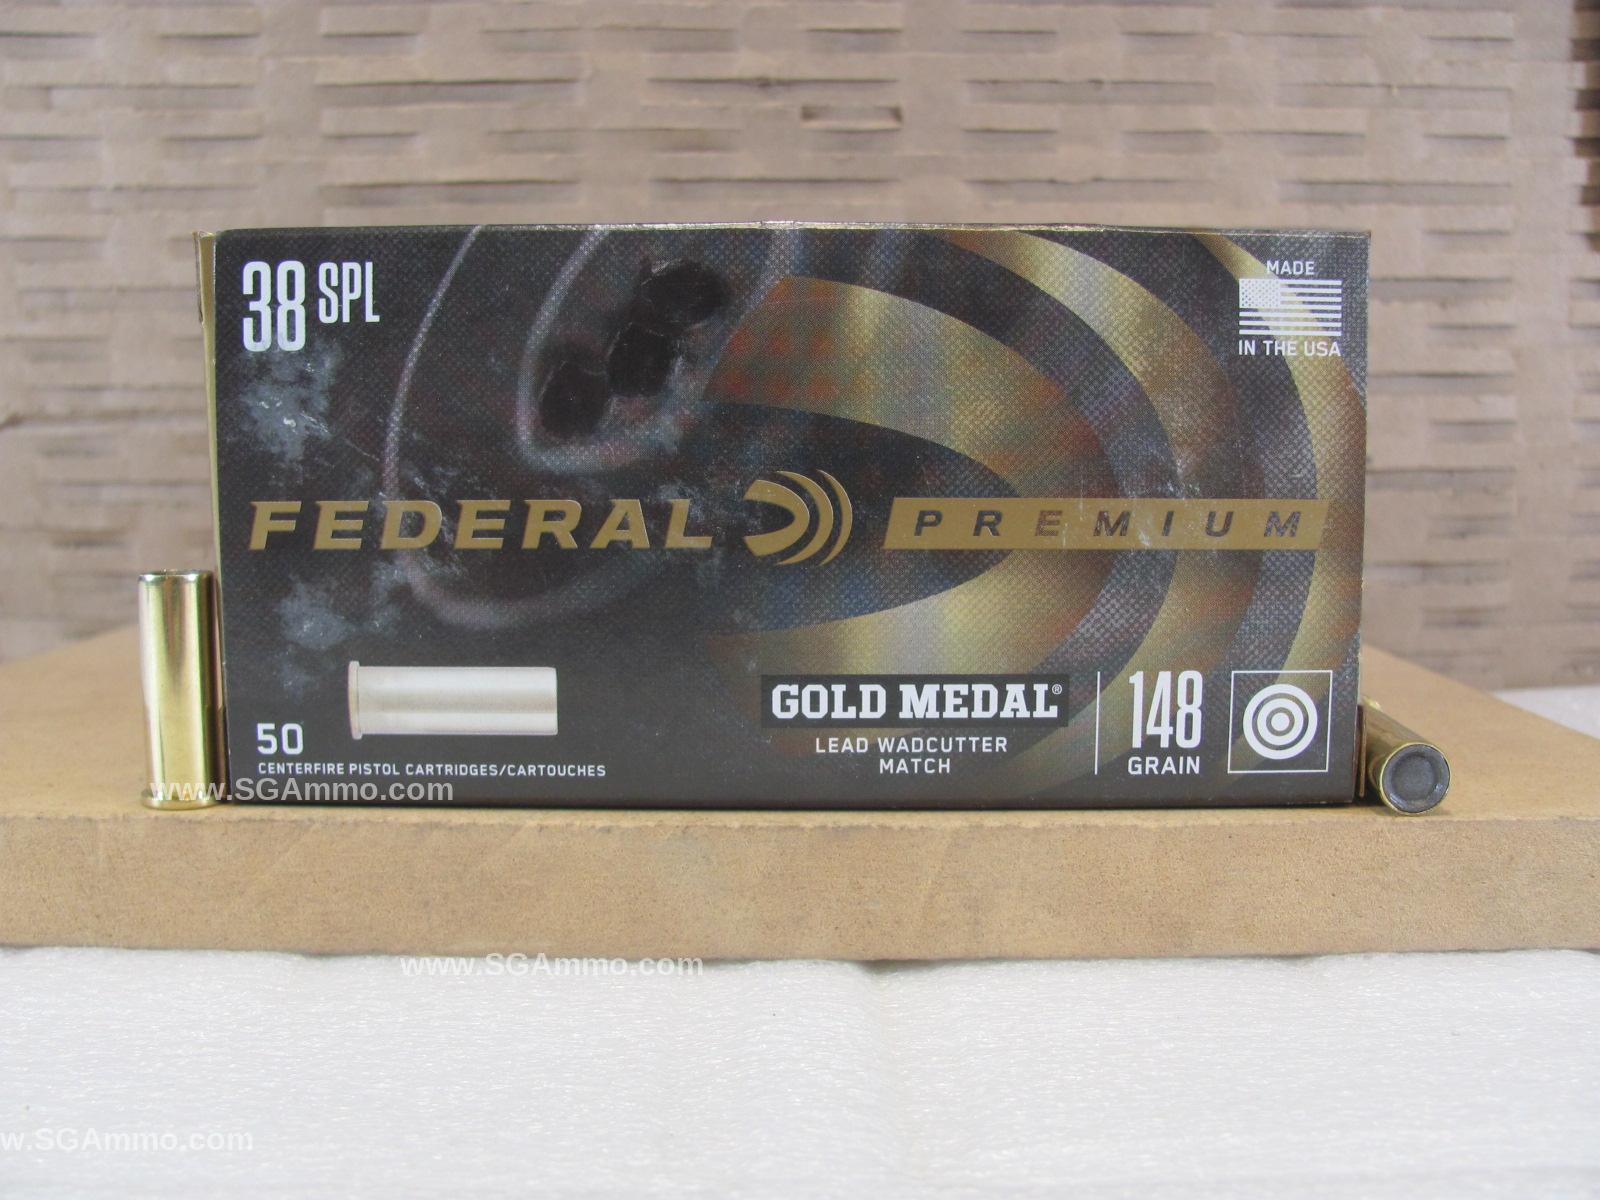 38 SPL
MADE
IN THE USA
FEDERAL PREMIUM
50
CENTERFIRE PISTOL CARTRIDGES/CARTOUCHES
GOLD MEDAL®
LEAD WADCUTTER
MATCH
148
GRAIN
www.SGAmmo.com
www.SGAmmo.com
w.SGAmmo.com